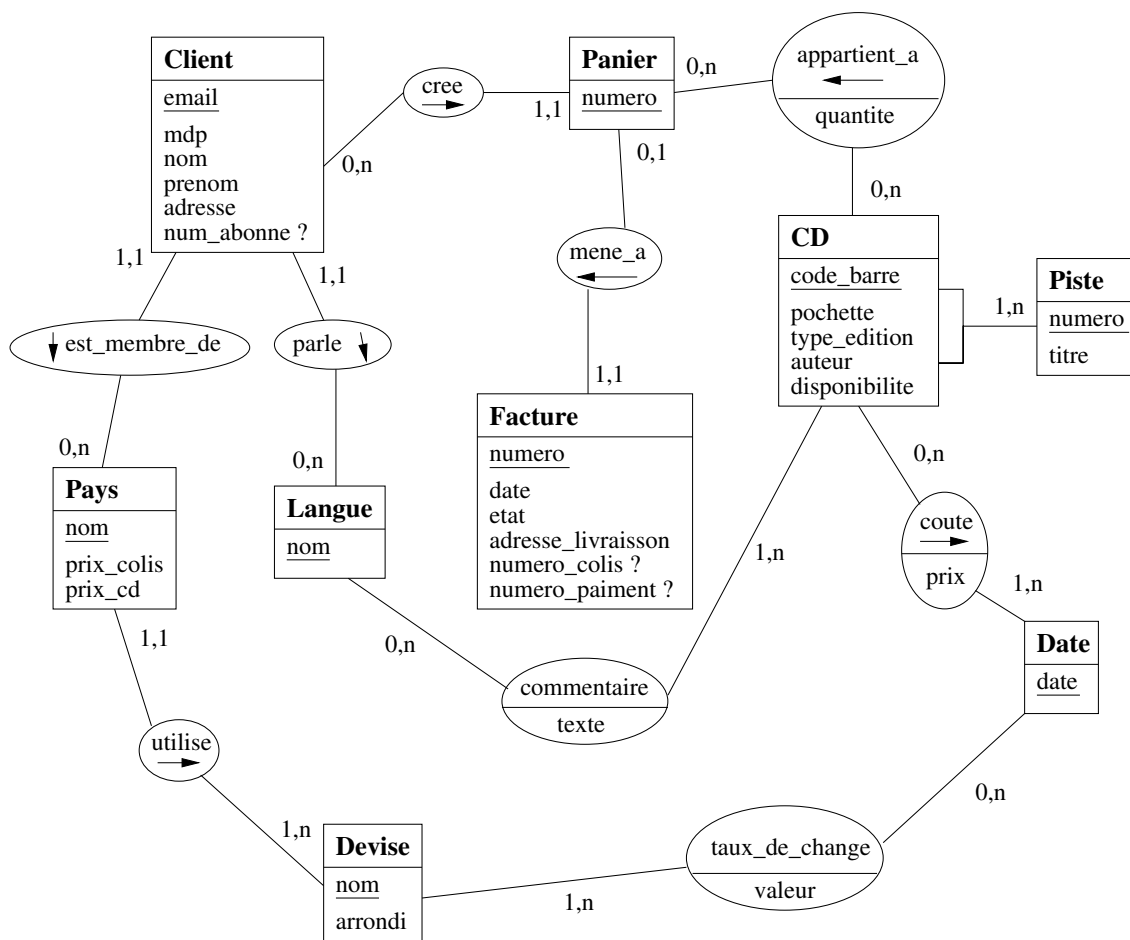 Client
email
mdp
nom
prenom
adresse
num_abonne ?
cree
0,n
1,1
Panier
numero
0,n
0,1
appartient_a
quantite
0,n
mene_a
1,1
CD
code_barre
pochette
type_edition
auteur
disponibilite
1,n
Piste
numero
titre
1,1
1,1
est_membre_de
parle
0,n
0,n
Pays
nom
prix_colis
prix_cd
Langue
nom
Facture
numero
date
etat
adresse_livraisson
numero_colis ?
numero_paiment ?
0,n
coute
prix
1,n
1,n
Date
date
1,1
0,n
commentaire
texte
utilise
1,n
Devise
nom
arrondi
1,n
taux_de_change
valeur
0,n